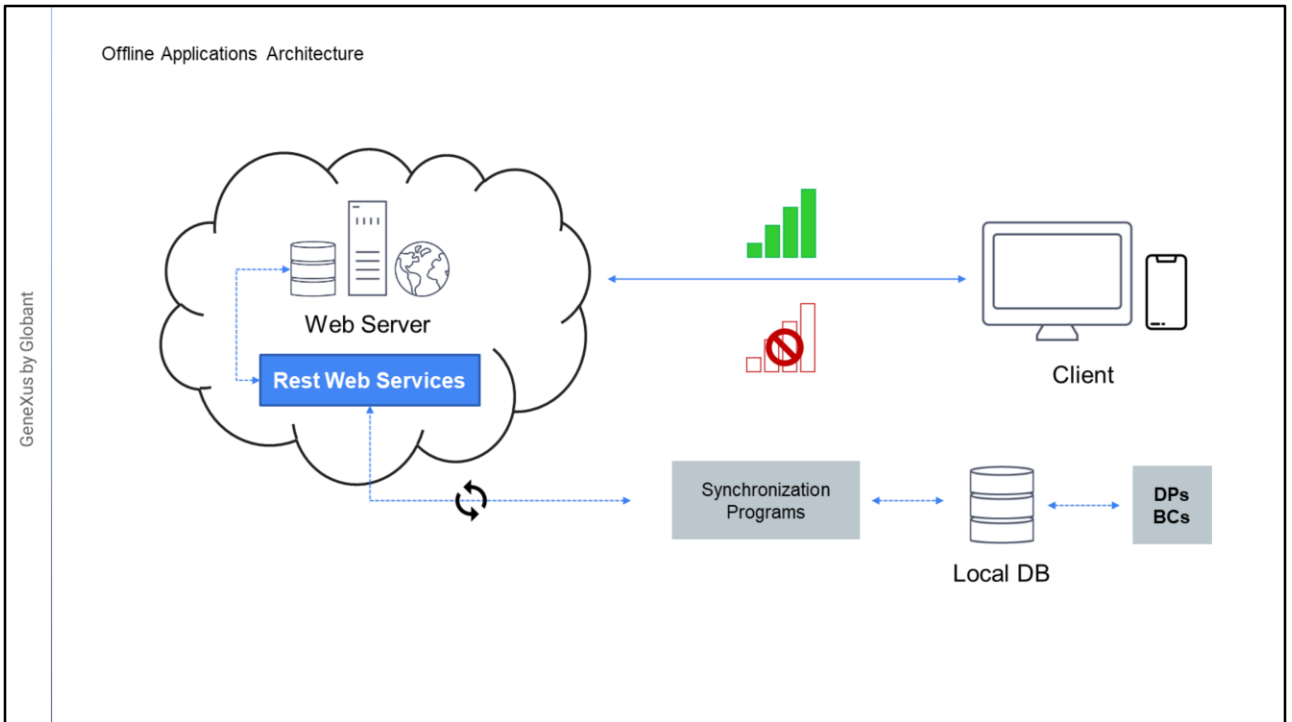 Offline Applications Architecture
GeneXus by Globant
Web Server
Rest Web Services
Client
Synchronization
Programs
DPs
BCs
Local DB